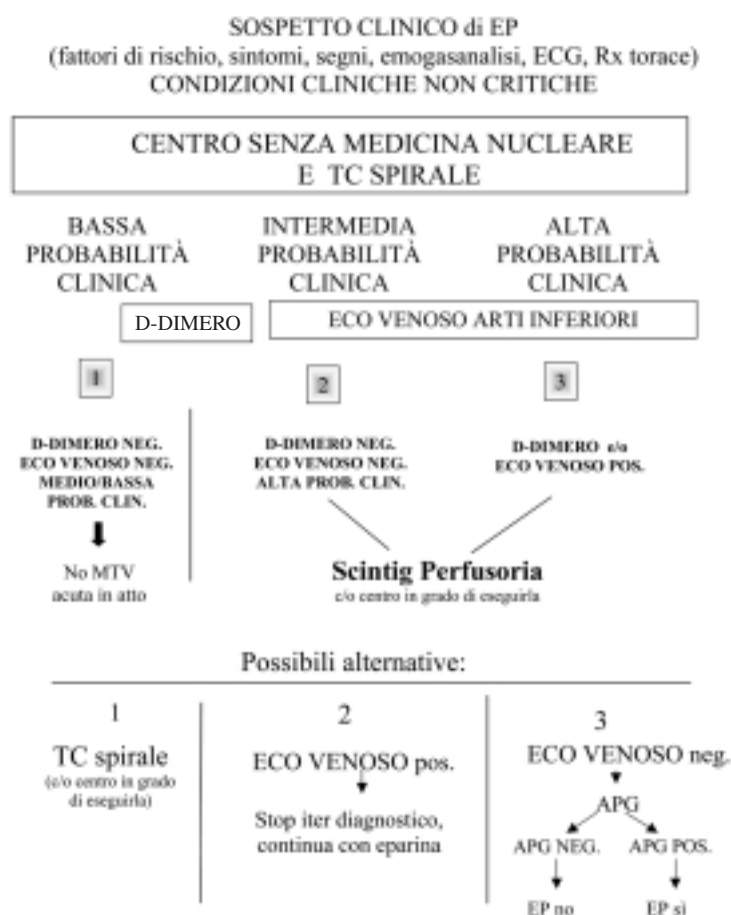 SOSPETTO CLINICO di EP
(fattori di rischio, sintomi, segni, emogasanalisi, ECG, Rx torace)
CONDIZIONI CLINICHE NON CRITICHE
CENTRO SENZA MEDICINA NUCLEARE
E TC SPIRALE
BASSA
PROBABILITÀ
CLINICA
INTERMEDIA
PROBABILITÀ
CLINICA
ALTA
PROBABILITÀ
CLINICA
D-DIMERO
ECO VENOSO ARTI INFERIORI
1
2
3
D-DIMERO NEG.
ECO VENOSO NEG.
MEDIO/BASSA
PROB. CLIN.
D-DIMERO NEG.
ECO VENOSO NEG.
ALTA PROB. CLIN.
D-DIMERO e/o
ECO VENOSO POS.
No MTV
acuta in atto
Scintig Perfusoria
c/o centro in grado di eseguirla
Possibili alternative:
1
TC spirale
(c/o centro in grado
di eseguirla)
2
ECO VENOSO pos.
Stop iter diagnostico,
continua con eparina
3
ECO VENOSO neg.
APG
APG NEG.
APG POS.
EP no
EP sì